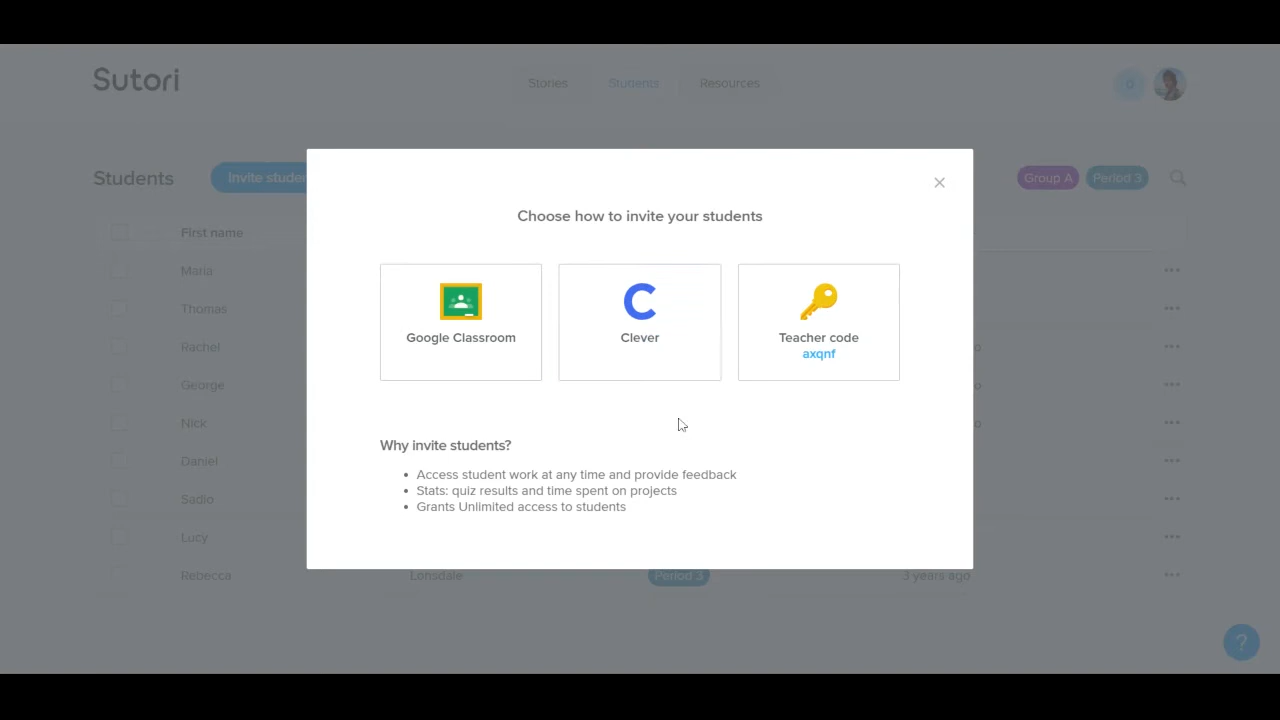 Sutori
Stories Students Resources
0
Students Invite studen Group A Period 3
First name
Maria
Thomas
Rachel
George
Nick
Daniel
Sadio
Lucy
Rebecca Lonsdale Period 3 3 years ago
Choose how to invite your students
Google Classroom
Clever
Teacher code
axqnf
Why invite students?
• Access student work at any time and provide feedback
• Stats: quiz results and time spent on projects
• Grants Unlimited access to students
?